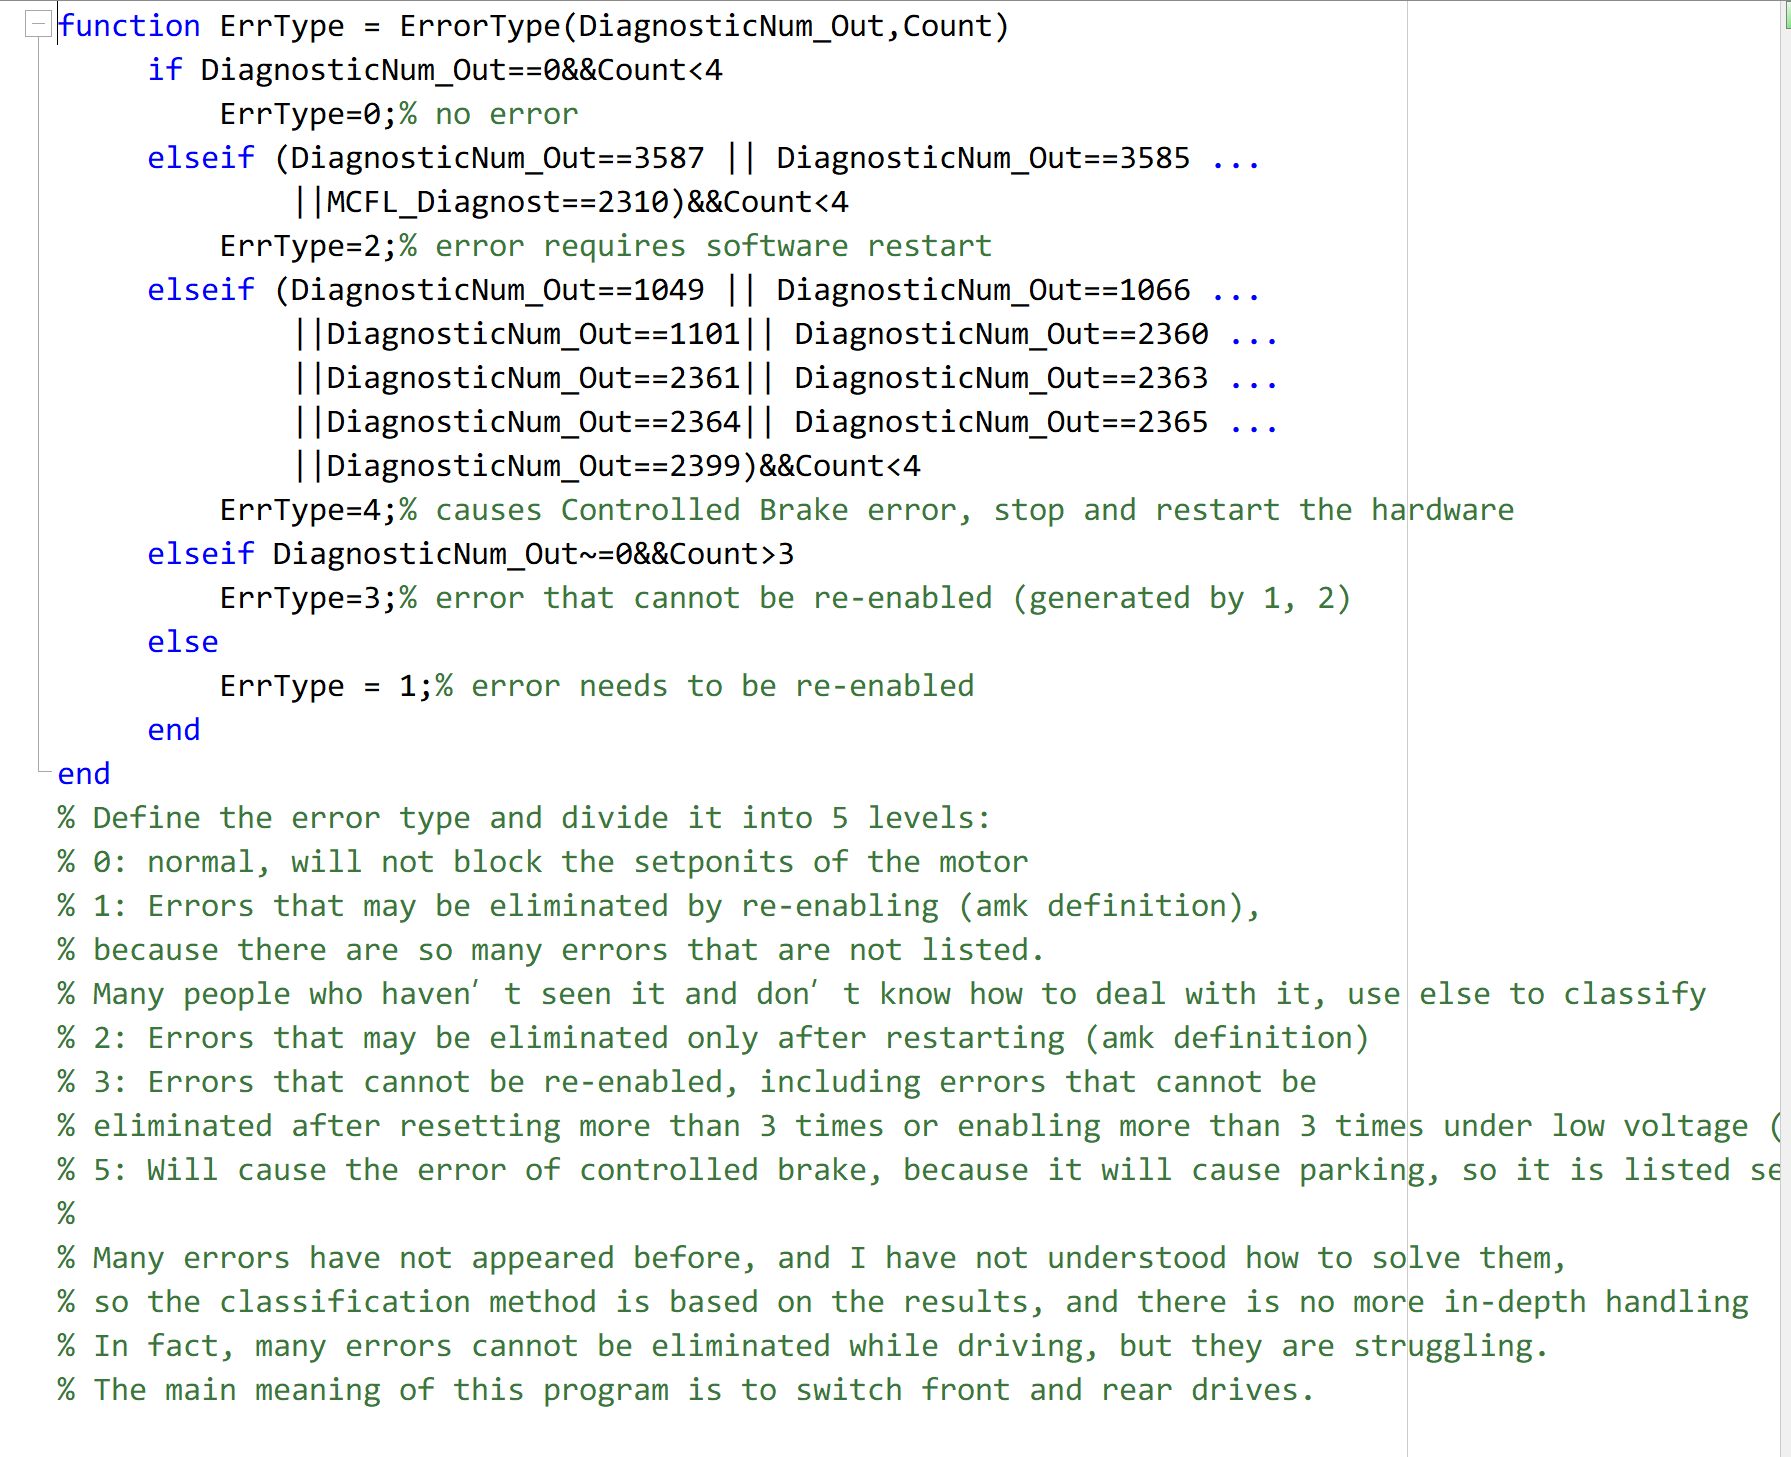 function ErrType = ErrorType(DiagnosticNum_Out,Count)
if DiagnosticNum_Out==0&&Count<4
ErrType=0;% no error
elseif (DiagnosticNum_Out==3587 || DiagnosticNum_Out==3585 ...
||MCFL_Diagnost==2310)&&Count<4
ErrType=2;% error requires software restart
elseif (DiagnosticNum_Out==1049 || DiagnosticNum_Out==1066 ...
||DiagnosticNum_Out==1101|| DiagnosticNum_Out==2360 ...
||DiagnosticNum_Out==2361|| DiagnosticNum_Out==2363 ...
||DiagnosticNum_Out==2364|| DiagnosticNum_Out==2365 ...
||DiagnosticNum_Out==2399)&&Count<4
ErrType=4;% causes Controlled Brake error, stop and restart the hardware
elseif DiagnosticNum_Out~=0&&Count>3
ErrType=3;% error that cannot be re-enabled (generated by 1, 2)
else
ErrType = 1;% error needs to be re-enabled
end
end
% Define the error type and divide it into 5 levels:
% 0: normal, will not block the setponits of the motor
% 1: Errors that may be eliminated by re-enabling (amk definition),
% because there are so many errors that are not listed.
% Many people who haven’t seen it and don’t know how to deal with it, use else to classify
% 2: Errors that may be eliminated only after restarting (amk definition)
% 3: Errors that cannot be re-enabled, including errors that cannot be
% eliminated after resetting more than 3 times or enabling more than 3 times under low voltage (
% 5: Will cause the error of controlled brake, because it will cause parking, so it is listed se
%
% Many errors have not appeared before, and I have not understood how to solve them,
% so the classification method is based on the results, and there is no more in-depth handling
% In fact, many errors cannot be eliminated while driving, but they are struggling.
% The main meaning of this program is to switch front and rear drives.